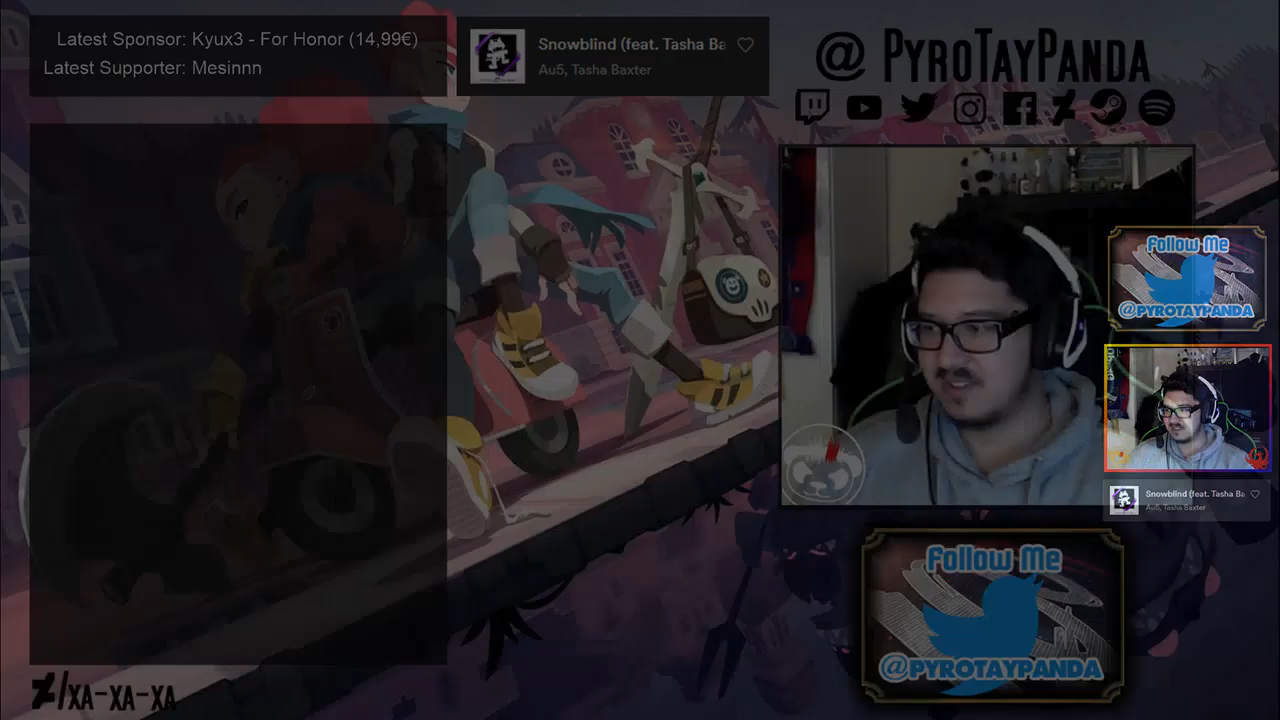 Latest Sponsor: Kyux3 - For Honor (14,99€)
Latest Supporter: Mesinnn
Snowblind (feat. Tasha Ba
Au5, Tasha Baxter
@ PYROTAYPANDA
Follow Me
@PYROTAYPANDA
Snowblind (feat. Tasha Ba
Au5, Tasha Baxter
Follow Me
@PYROTAYPANDA
/XA-XA-XA